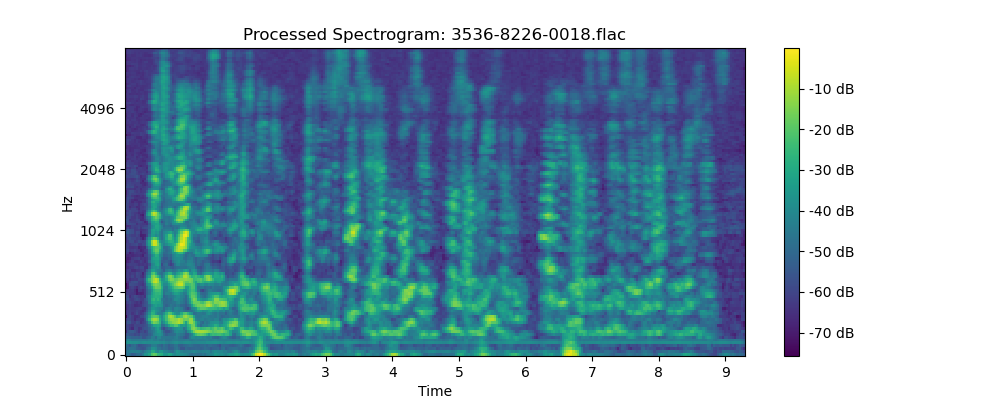 Processed Spectrogram: 3536-8226-0018.flac
Hz
4096
2048
1024
512
0
0 1 2 3 4 5 6 7 8 9
Time
-10 dB
-20 dB
-30 dB
-40 dB
-50 dB
-60 dB
-70 dB